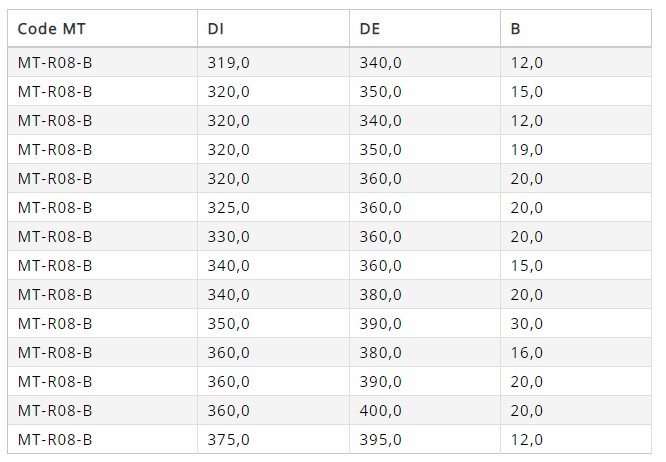 Code MT DI DE B
MT-R08-B 319,0 340,0 12,0
MT-R08-B 320,0 350,0 15,0
MT-R08-B 320,0 340,0 12,0
MT-R08-B 320,0 350,0 19,0
MT-R08-B 320,0 360,0 20,0
MT-R08-B 325,0 360,0 20,0
MT-R08-B 330,0 360,0 20,0
MT-R08-B 340,0 360,0 15,0
MT-R08-B 340,0 380,0 20,0
MT-R08-B 350,0 390,0 30,0
MT-R08-B 360,0 380,0 16,0
MT-R08-B 360,0 390,0 20,0
MT-R08-B 360,0 400,0 20,0
MT-R08-B 375,0 395,0 12,0